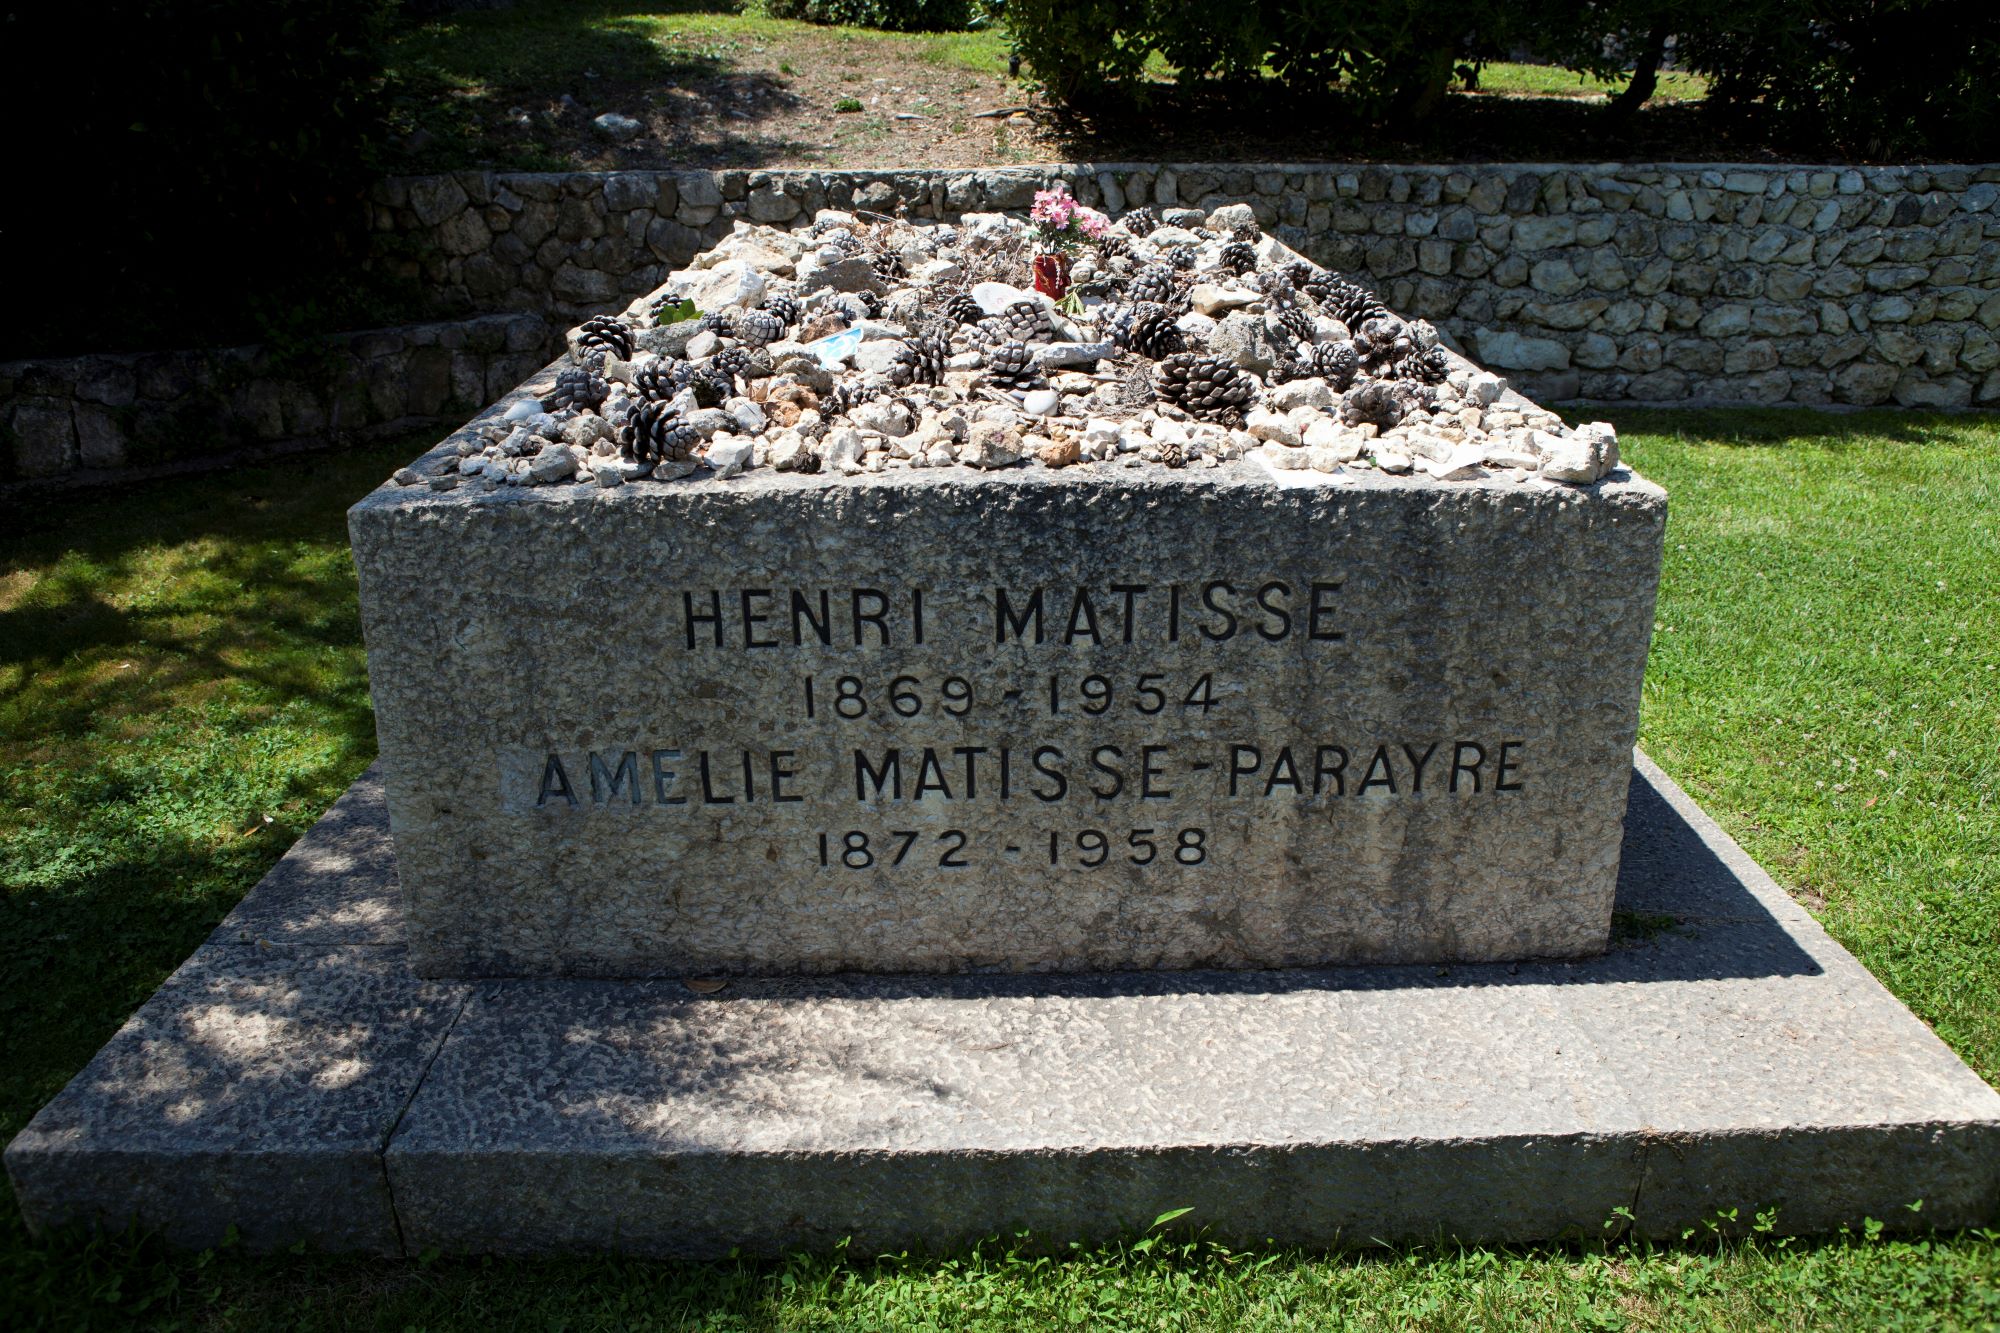 HENRI MATISSE
1869 - 1954
AMELIE MATISSE - PARAYRE
1872 - 1958